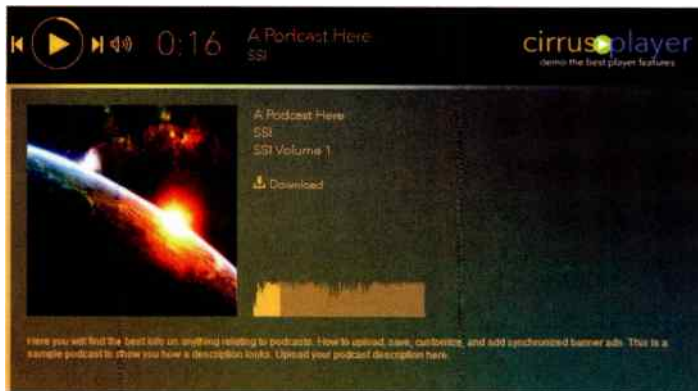 0:16
A Podcast Here
SSI
cirrusplayer
demo the best player features
A Podcast Here
SSI
SSI Volume 1
Download
Here you will find the best info on anything relating to podcasts. How to upload, save, customize, and add synchronized banner ads. This is a
sample podcast to show you how a description looks. Upload your podcast description here.